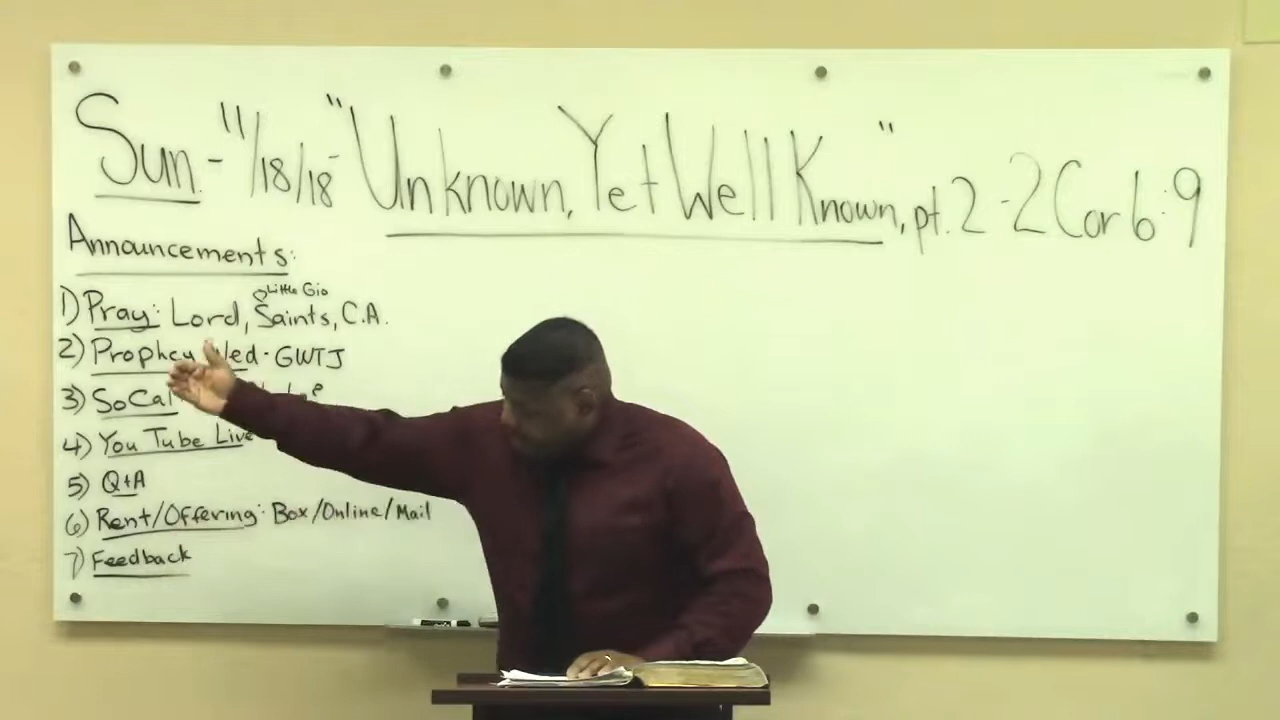 Sun. - 11/18/18 - "Unknown, Yet Well Known", pt. 2 - 2 Cor 6:9
Announcements:
Little Gio
1) Pray: Lord, Saints, C.A.
2) Prophcy Wed - GWTJ
3) SoCal
4) You Tube Live
5) Q+A
6) Rent/Offering: Box/Online/Mail
7) Feedback